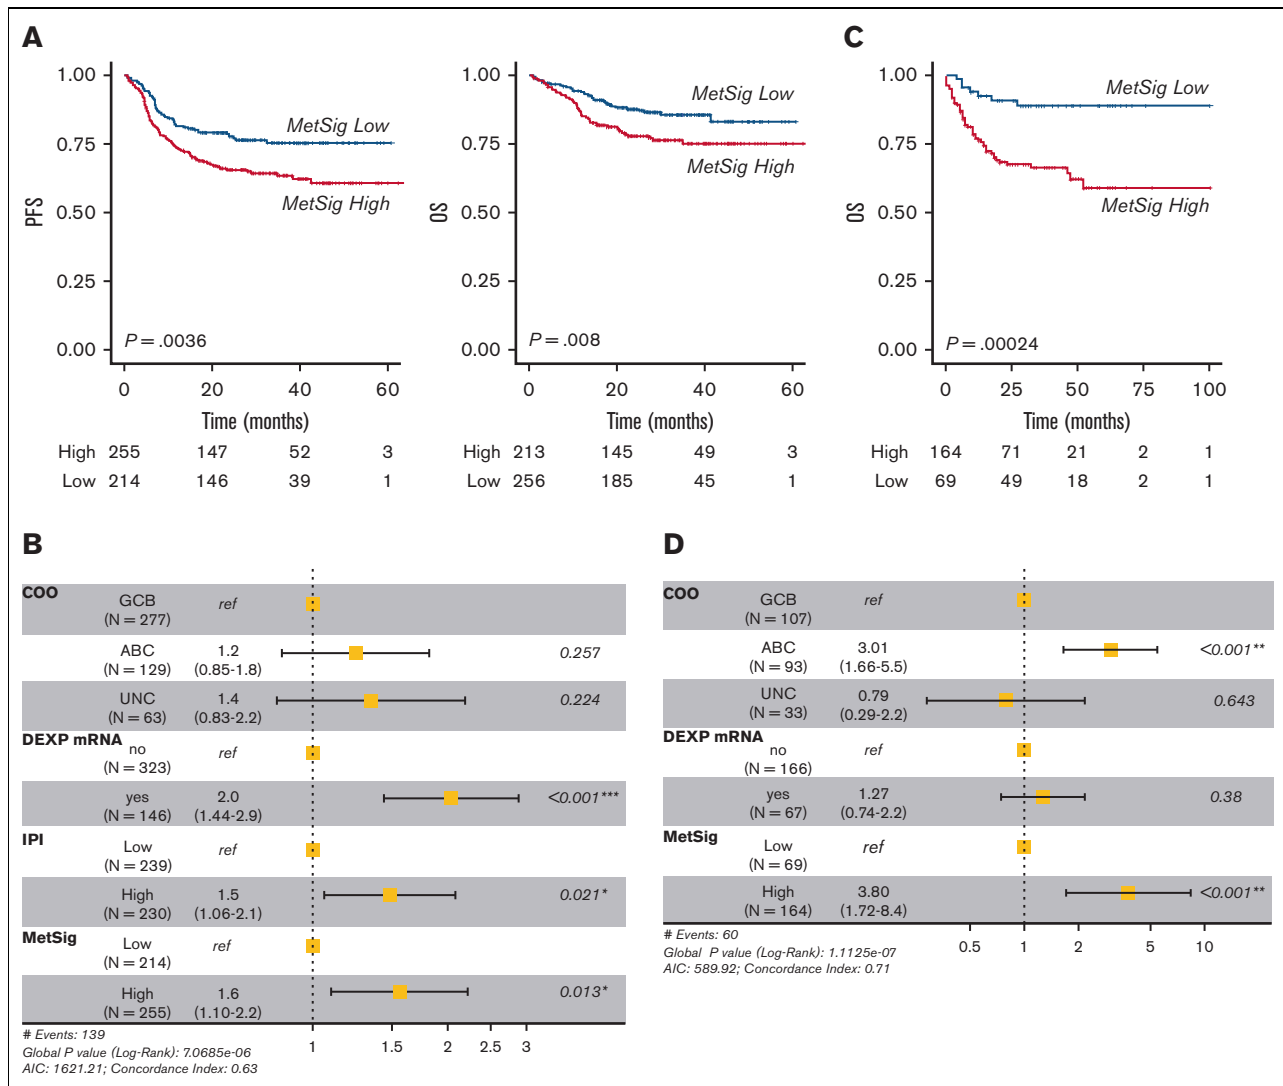 A
1.00
0.75
0.50
0.25
0.00
PFS
MetSig Low
MetSig High
P = .0036
0 20 40 60
Time (months)
High 255 147 52 3
Low 214 146 39 1
1.00
0.75
0.50
0.25
0.00
OS
MetSig Low
MetSig High
P = .008
0 20 40 60
Time (months)
High 213 145 49 3
Low 256 185 45 1
C
1.00
0.75
0.50
0.25
0.00
OS
MetSig Low
MetSig High
P = .00024
0 25 50 75 100
Time (months)
High 164 71 21 2 1
Low 69 49 18 2 1
B
COO
GCB ref
(N = 277)
ABC 1.2 0.257
(N = 129) (0.85-1.8)
UNC 1.4 0.224
(N = 63) (0.83-2.2)
DEXP mRNA
no ref
(N = 323)
yes 2.0 <0.001***
(N = 146) (1.44-2.9)
IPI
Low ref
(N = 239)
High 1.5 0.021*
(N = 230) (1.06-2.1)
MetSig
Low ref
(N = 214)
High 1.6 0.013*
(N = 255) (1.10-2.2)
# Events: 139
Global P value (Log-Rank): 7.0685e-06
AIC: 1621.21; Concordance Index: 0.63
1 1.5 2 2.5 3
D
COO
GCB ref
(N = 107)
ABC 3.01 <0.001**
(N = 93) (1.66-5.5)
UNC 0.79 0.643
(N = 33) (0.29-2.2)
DEXP mRNA
no ref
(N = 166)
yes 1.27 0.38
(N = 67) (0.74-2.2)
MetSig
Low ref
(N = 69)
High 3.80 <0.001**
(N = 164) (1.72-8.4)
# Events: 60
Global P value (Log-Rank): 1.1125e-07
AIC: 589.92; Concordance Index: 0.71
0.5 1 2 5 10